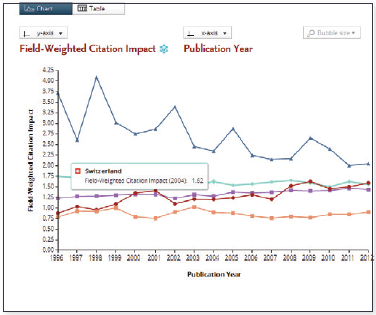 Chart Table
y-axis x-axis Bubble size
Field-Weighted Citation Impact Publication Year
4.25
4.00
3.75
3.50
3.25
3.00
2.75
2.50
2.25
2.00
1.75
1.50
1.25
1.00
0.75
0.50
0.25
0.00
Field-Weighted Citation Impact
Switzerland
Field-Weighted Citation Impact (2004): 1.62
1996 1997 1998 1999 2000 2001 2002 2003 2004 2005 2006 2007 2008 2009 2010 2011 2012
Publication Year